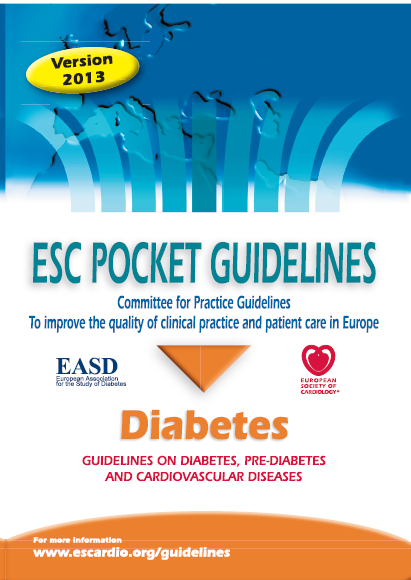 Version
2013
ESC POCKET GUIDELINES
Committee for Practice Guidelines
To improve the quality of clinical practice and patient care in Europe
EASD
European Association
for the Study of Diabetes
EUROPEAN
SOCIETY OF
CARDIOLOGY®
Diabetes
GUIDELINES ON DIABETES, PRE-DIABETES
AND CARDIOVASCULAR DISEASES
For more information
www.escardio.org/guidelines